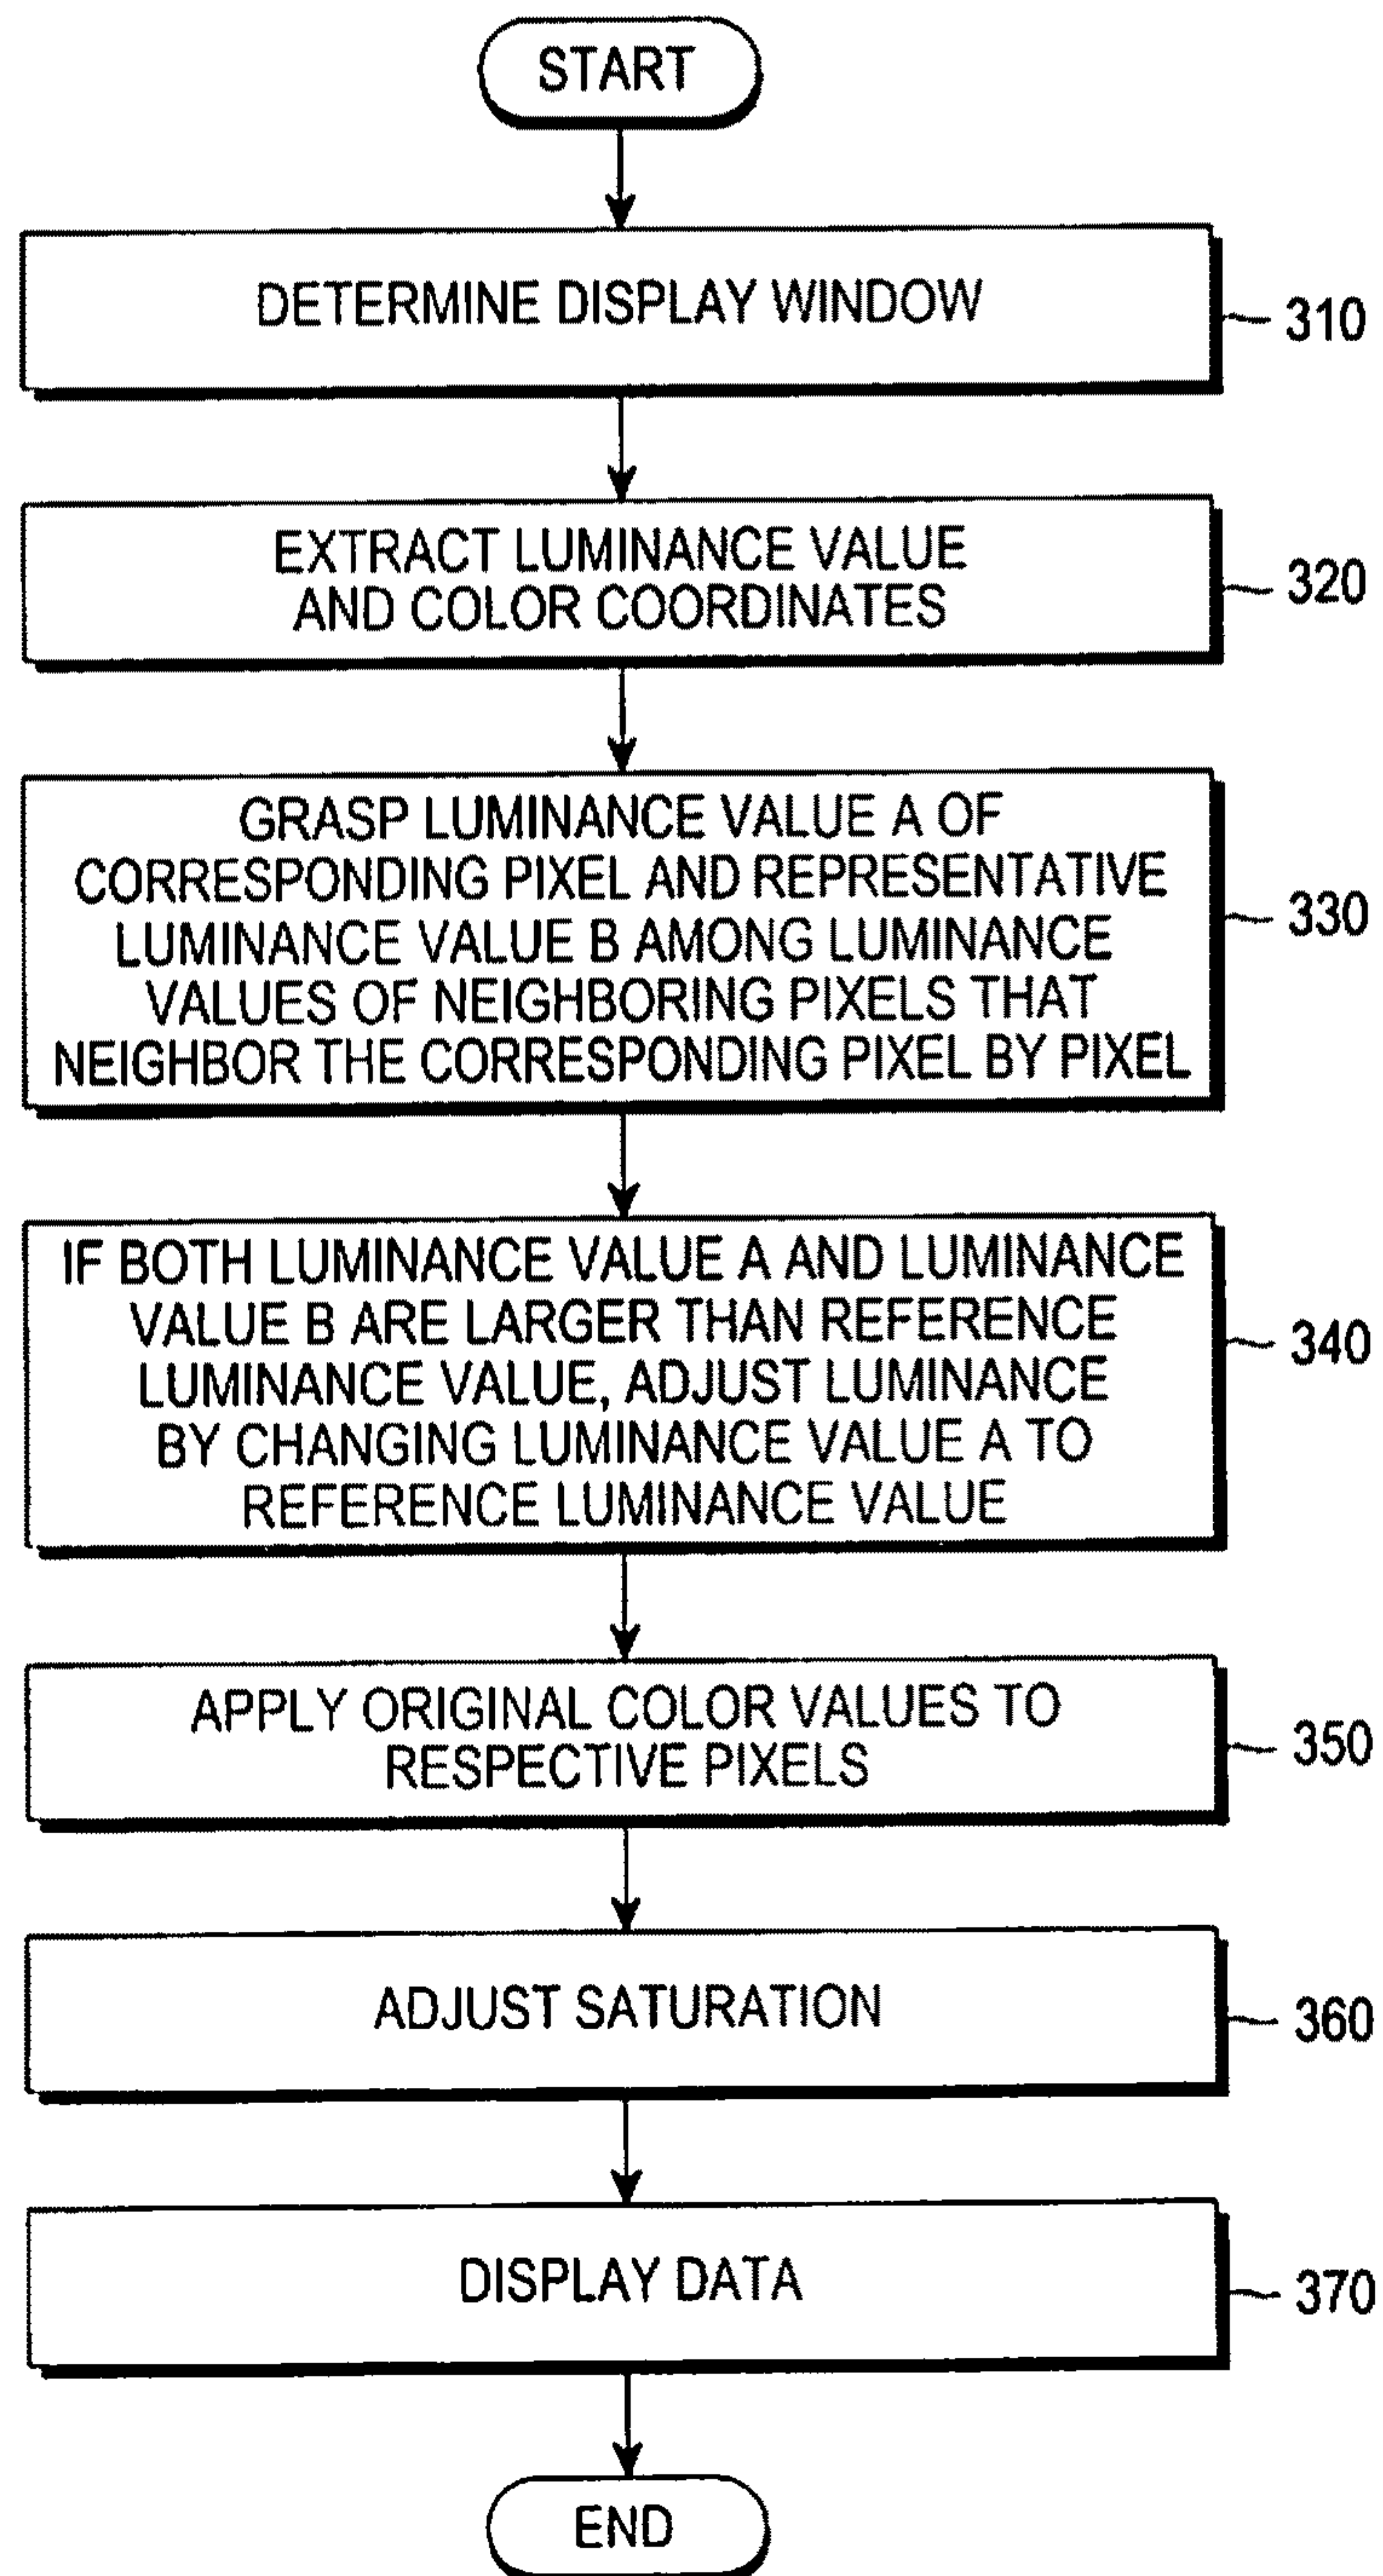 START
DETERMINE DISPLAY WINDOW
310
EXTRACT LUMINANCE VALUE
AND COLOR COORDINATES
320
GRASP LUMINANCE VALUE A OF
CORRESPONDING PIXEL AND REPRESENTATIVE
LUMINANCE VALUE B AMONG LUMINANCE
VALUES OF NEIGHBORING PIXELS THAT
NEIGHBOR THE CORRESPONDING PIXEL BY PIXEL
330
IF BOTH LUMINANCE VALUE A AND LUMINANCE
VALUE B ARE LARGER THAN REFERENCE
LUMINANCE VALUE, ADJUST LUMINANCE
BY CHANGING LUMINANCE VALUE A TO
REFERENCE LUMINANCE VALUE
340
APPLY ORIGINAL COLOR VALUES TO
RESPECTIVE PIXELS
350
ADJUST SATURATION
360
DISPLAY DATA
370
END